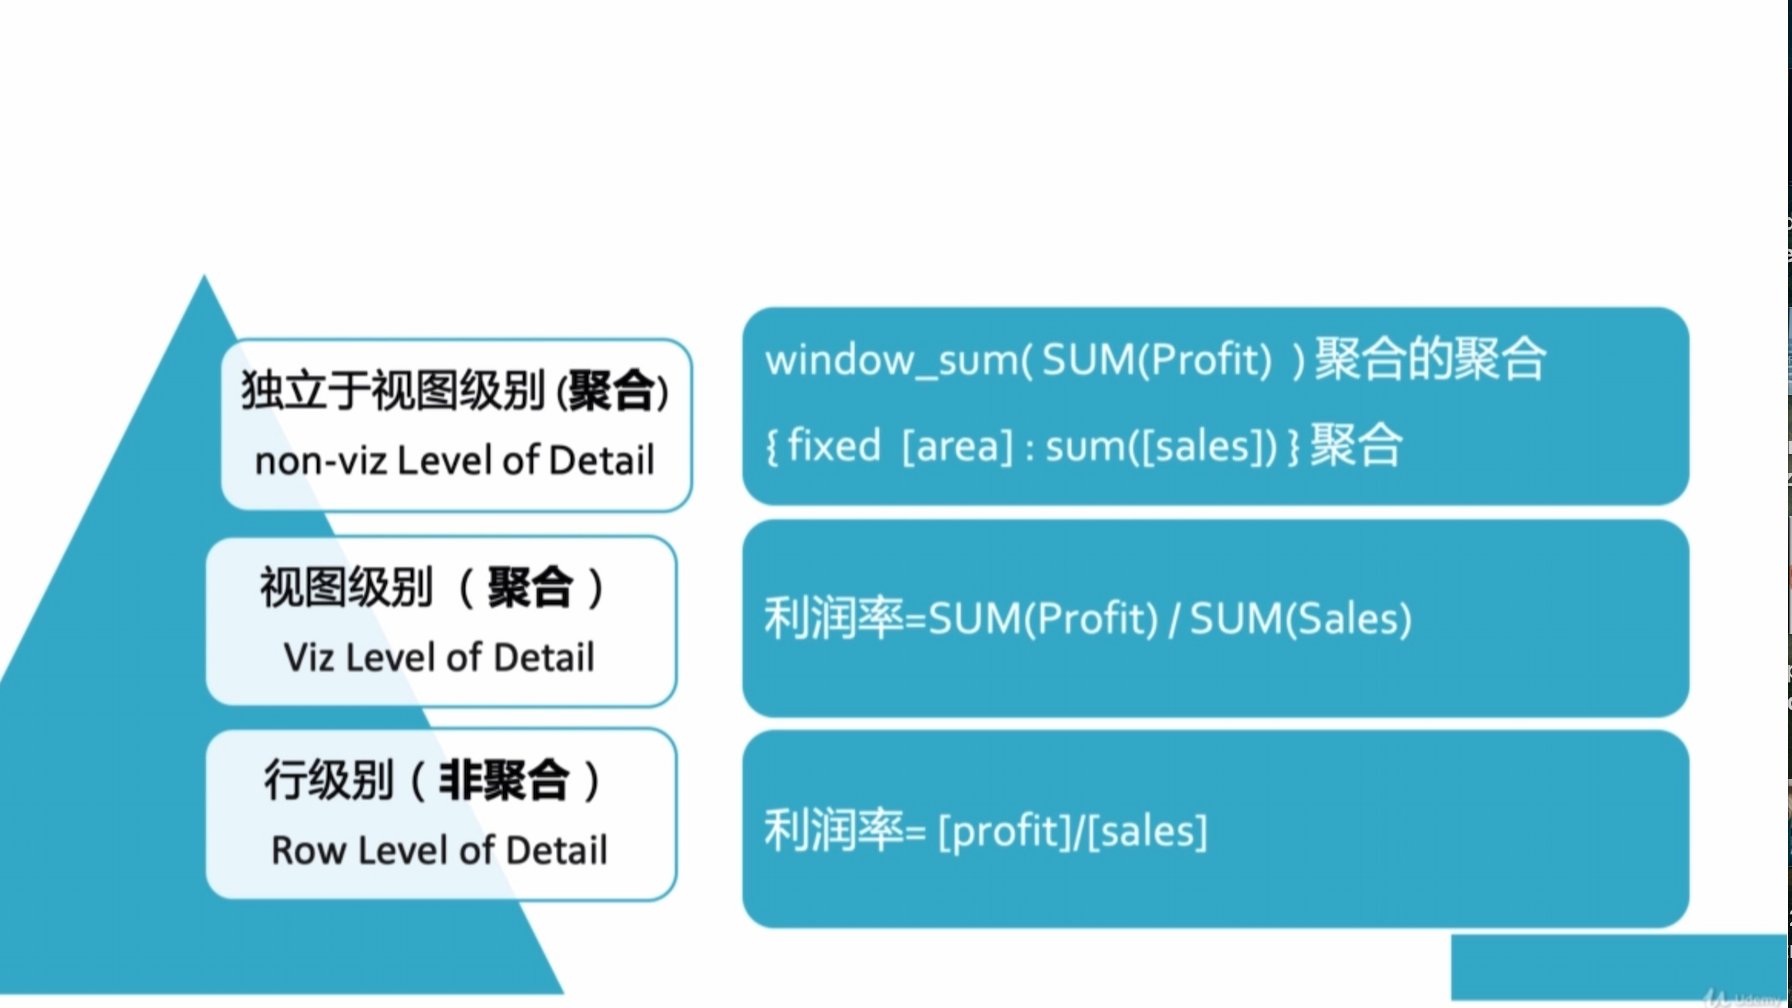 独立于视图级别 (聚合)
non-viz Level of Detail
window_sum( SUM(Profit) ) 聚合的聚合
{ fixed [area] : sum([sales]) } 聚合
视图级别 ( 聚合 )
Viz Level of Detail
利润率=SUM(Profit) / SUM(Sales)
行级别 ( 非聚合 )
Row Level of Detail
利润率= [profit]/[sales]
Udemy